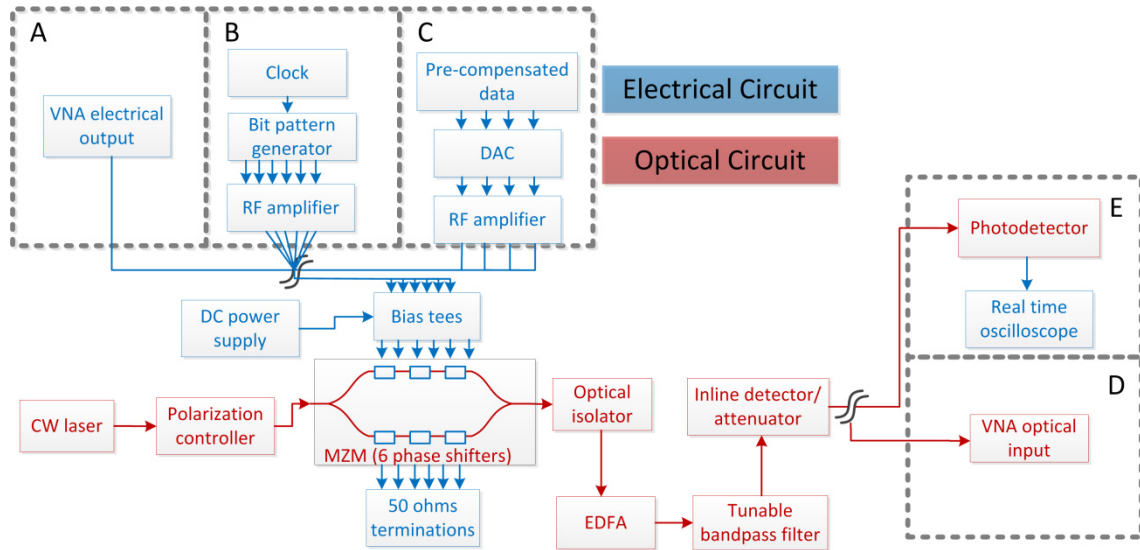 A
B
C
Clock
Pre-compensated
data
Electrical Circuit
VNA electrical
output
Bit pattern
generator
DAC
Optical Circuit
RF amplifier
RF amplifier
E
Photodetector
Real time
oscilloscope
DC power
supply
Bias tees
D
CW laser
Polarization
controller
MZM (6 phase shifters)
Optical
isolator
Inline detector/
attenuator
VNA optical
input
50 ohms
terminations
EDFA
Tunable
bandpass filter